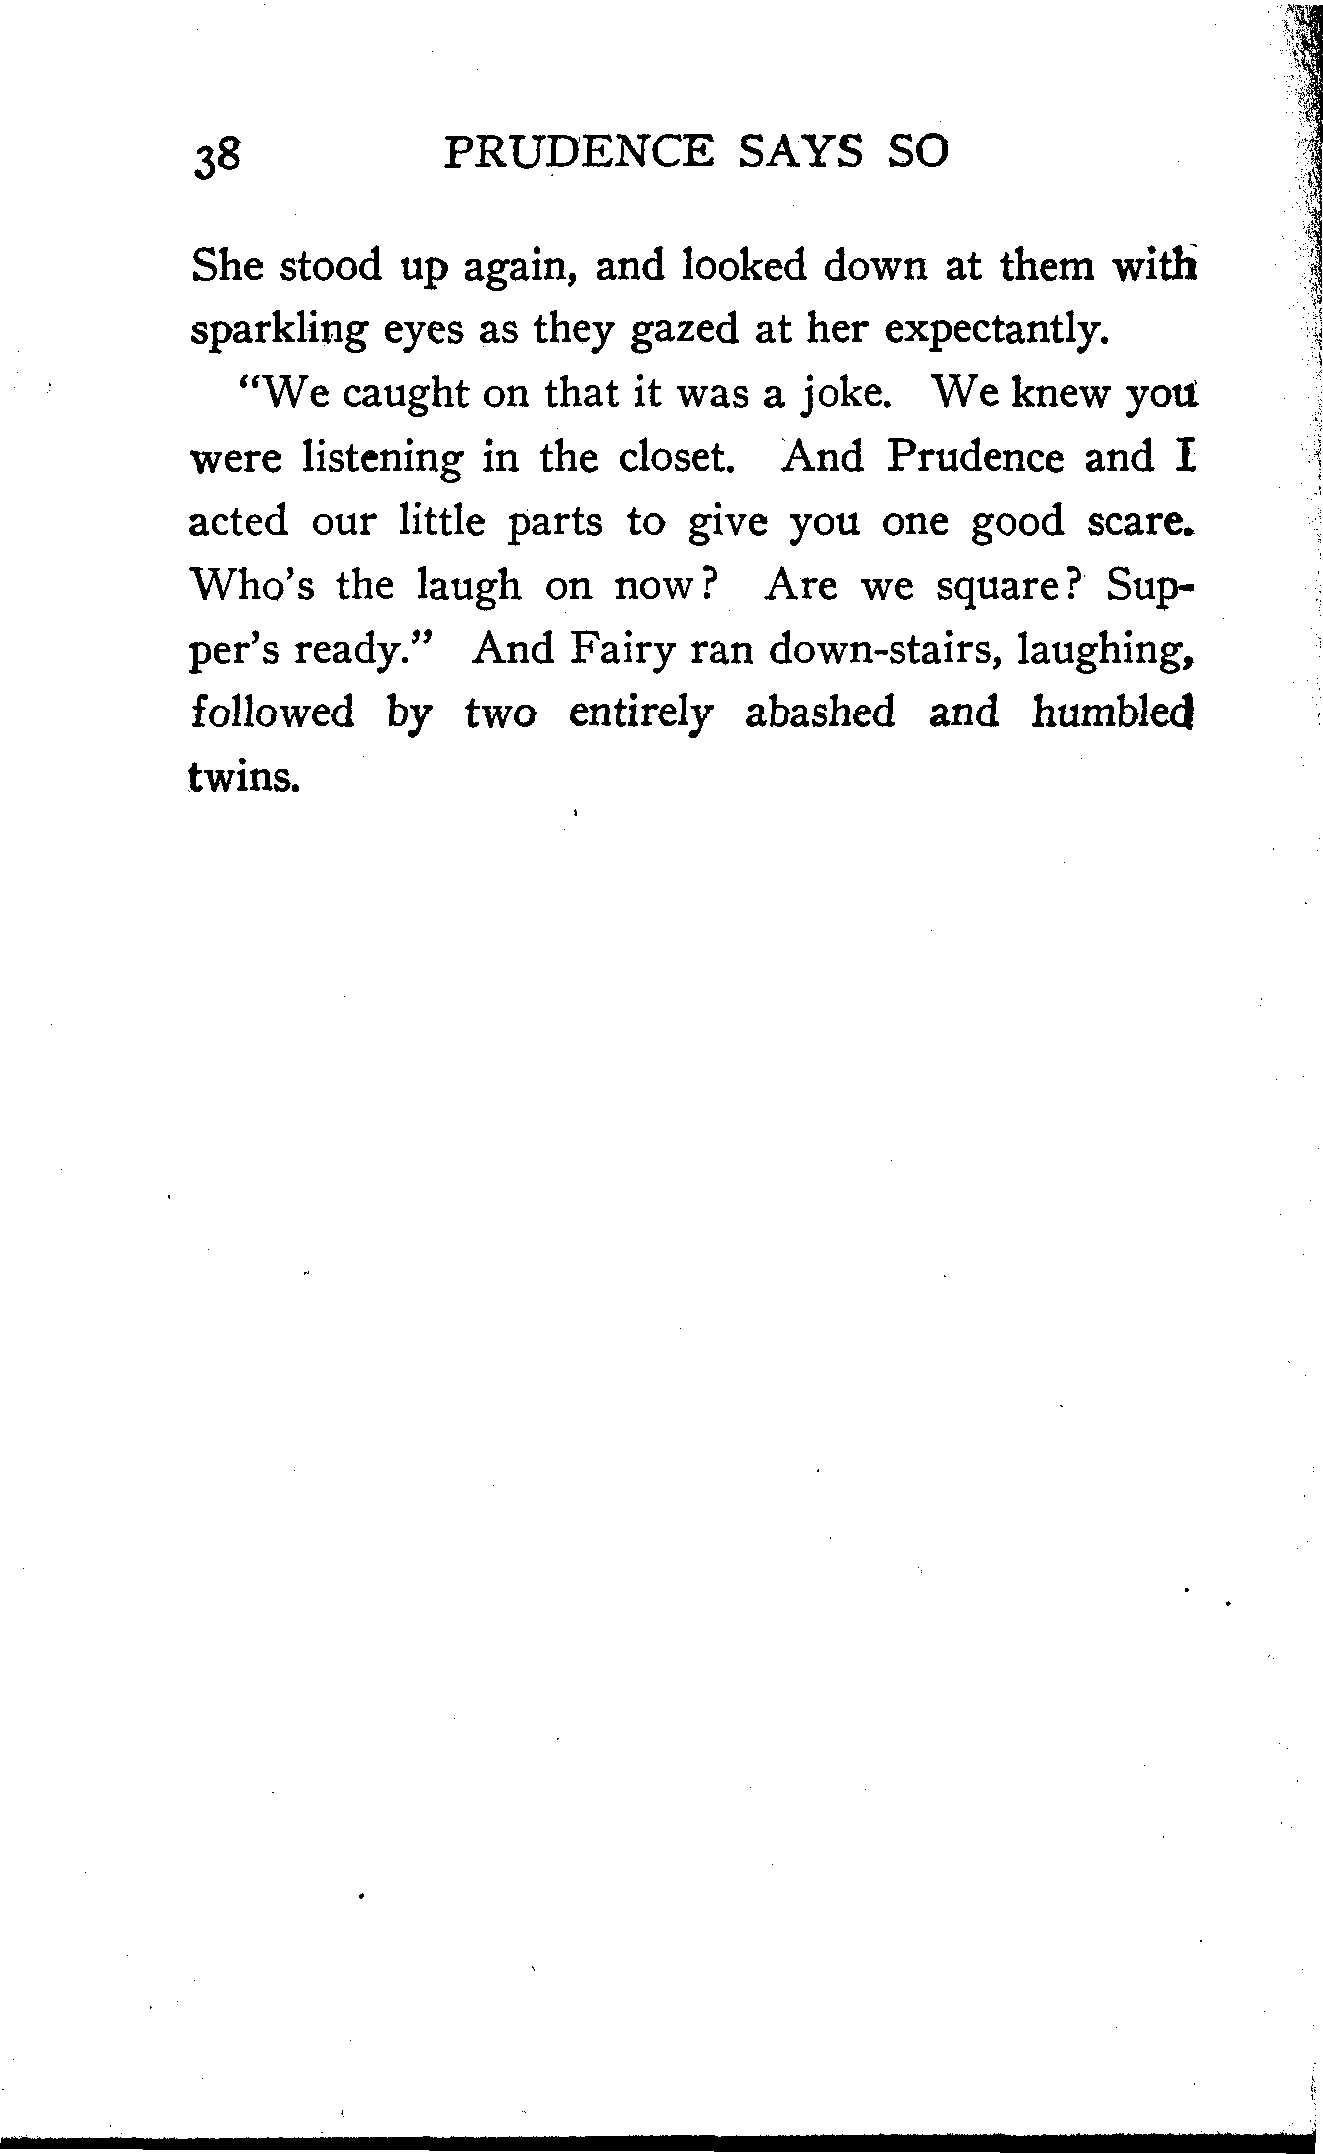 38 PRUDENCE SAYS SO
She stood up again, and looked down at them with
sparkling eyes as they gazed at her expectantly.
"We caught on that it was a joke. We knew you
were listening in the closet. And Prudence and I
acted our little parts to give you one good scare.
Who's the laugh on now? Are we square? Sup-
per's ready." And Fairy ran down-stairs, laughing,
followed by two entirely abashed and humbled
twins.